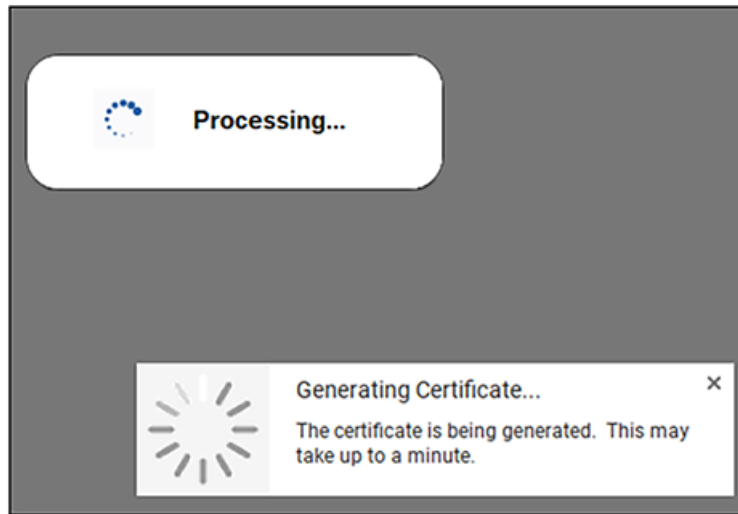 Processing...
Generating Certificate...
The certificate is being generated.  This may
take up to a minute.